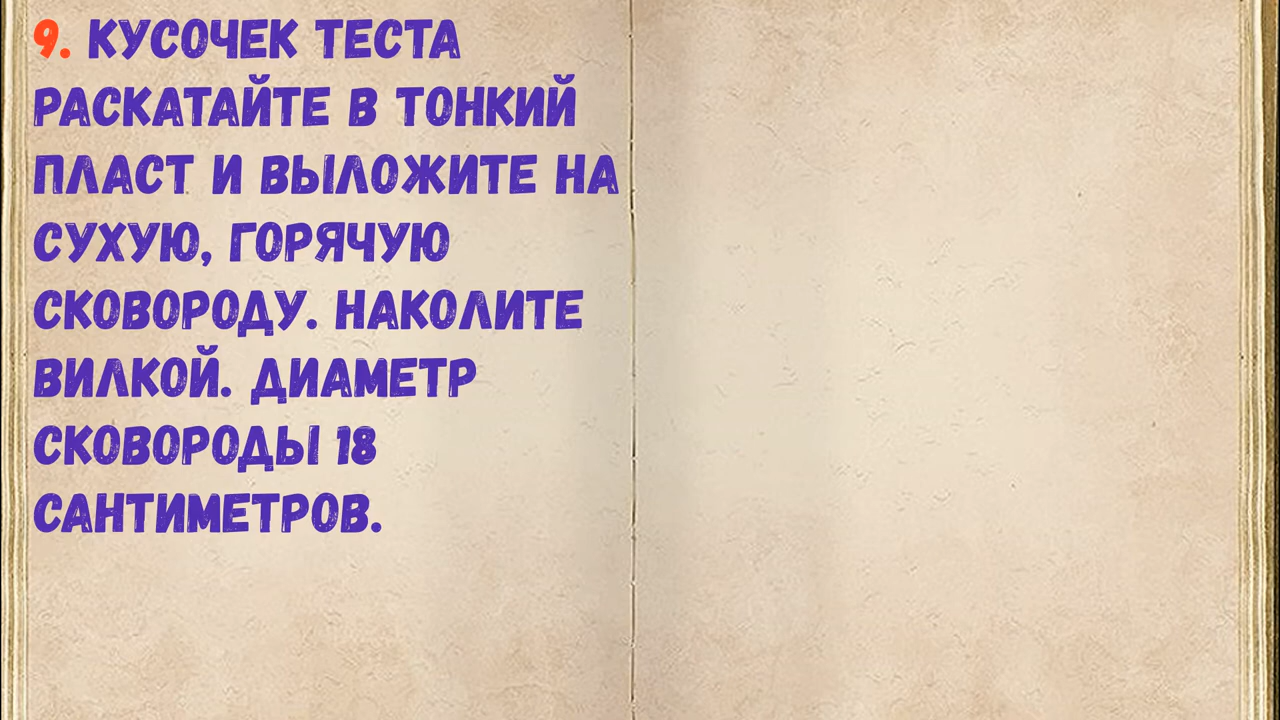 9. КУСОЧЕК ТЕСТА
РАСКАТАЙТЕ В ТОНКИЙ
ПЛАСТ И ВЫЛОЖИТЕ НА
СУХУЮ, ГОРЯЧУЮ
СКОВОРОДУ. НАКОЛИТЕ
ВИЛКОЙ. ДИАМЕТР
СКОВОРОДЫ 18
САНТИМЕТРОВ.